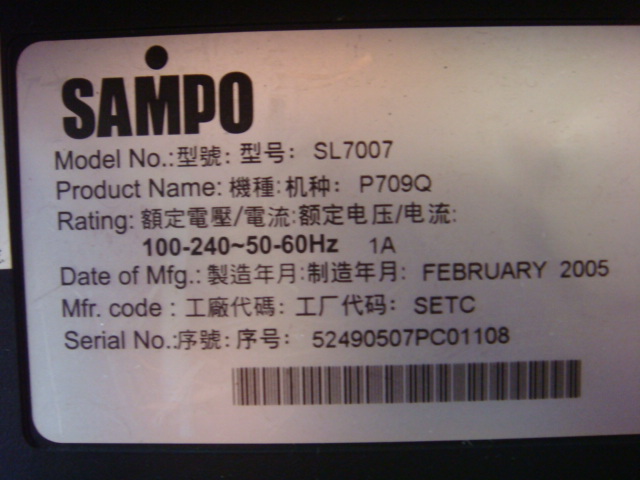 SAMPO
Model No.:型號: 型号: SL7007
Product Name: 機種:机种: P709Q
Rating: 額定電壓/電流:额定电压/电流:
100-240~50-60Hz 1A
Date of Mfg.: 製造年月:制造年月: FEBRUARY 2005
Mfr. code : 工廠代碼: 工厂代码: SETC
Serial No.:序號: 序号: 52490507PC01108